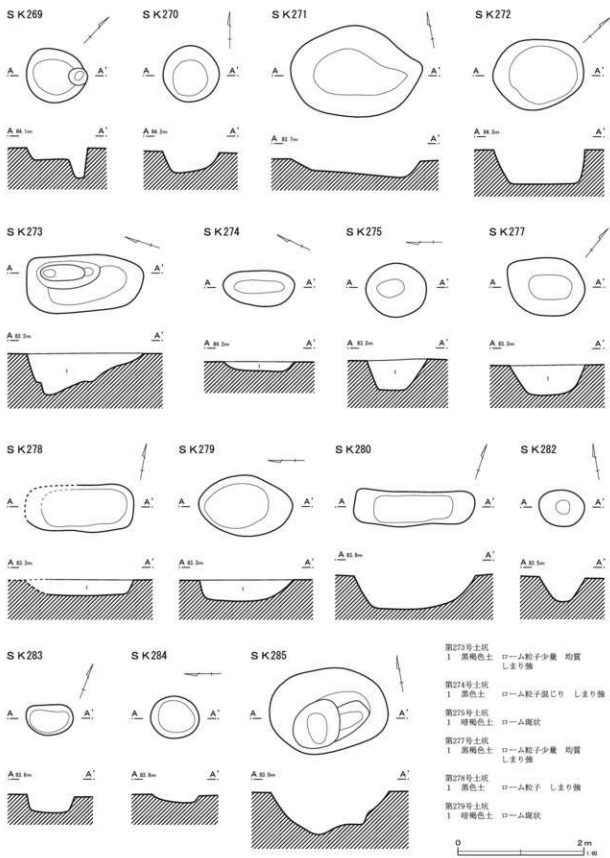 SK269
SK270
SK271
SK272
A A'
A A'
A A'
A A'
A 84.1m A'
A 84.2m A'
A 83.7m A'
A 84.3m A'
SK273
SK274
SK275
SK277
A A'
A A'
A A'
A A'
A 83.2m A'
A 84.2m A'
A 83.2m A'
A 83.3m A'
1
1
1
1
SK278
SK279
SK280
SK282
A A'
A A'
A A'
A A'
A 83.3m A'
A 83.3m A'
A 83.9m A'
A 83.5m A'
1
1
SK283
SK284
SK285
A A'
A A'
A A'
A 83.6m A'
A 83.8m A'
A 83.0m A'
第273号土坑
1 黒褐色土 ローム粒子少量 均質
しまり強
第274号土坑
1 黒色土 ローム粒子混じり しまり強
第275号土坑
1 暗褐色土 ローム斑状
第277号土坑
1 黒褐色土 ローム粒子少量 均質
しまり強
第278号土坑
1 黒色土 ローム粒子 しまり強
第279号土坑
1 暗褐色土 ローム斑状
0 2m
1:60